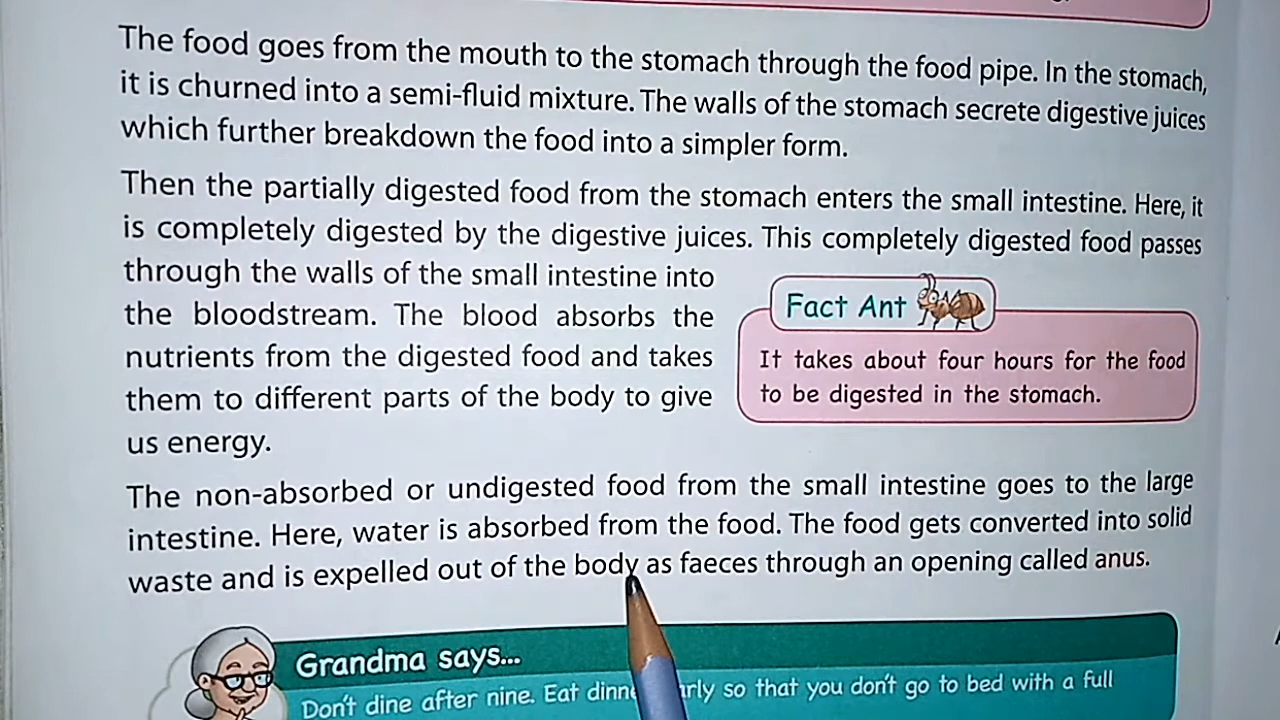 The food goes from the mouth to the stomach through the food pipe. In the stomach,
it is churned into a semi-fluid mixture. The walls of the stomach secrete digestive juices
which further breakdown the food into a simpler form.
Then the partially digested food from the stomach enters the small intestine. Here, it
is completely digested by the digestive juices. This completely digested food passes
through the walls of the small intestine into
the bloodstream. The blood absorbs the
nutrients from the digested food and takes
them to different parts of the body to give
us energy.
Fact Ant
It takes about four hours for the food
to be digested in the stomach.
The non-absorbed or undigested food from the small intestine goes to the large
intestine. Here, water is absorbed from the food. The food gets converted into solid
waste and is expelled out of the body as faeces through an opening called anus.
Grandma says...
Don't dine after nine. Eat so that you don't go to bed with a full